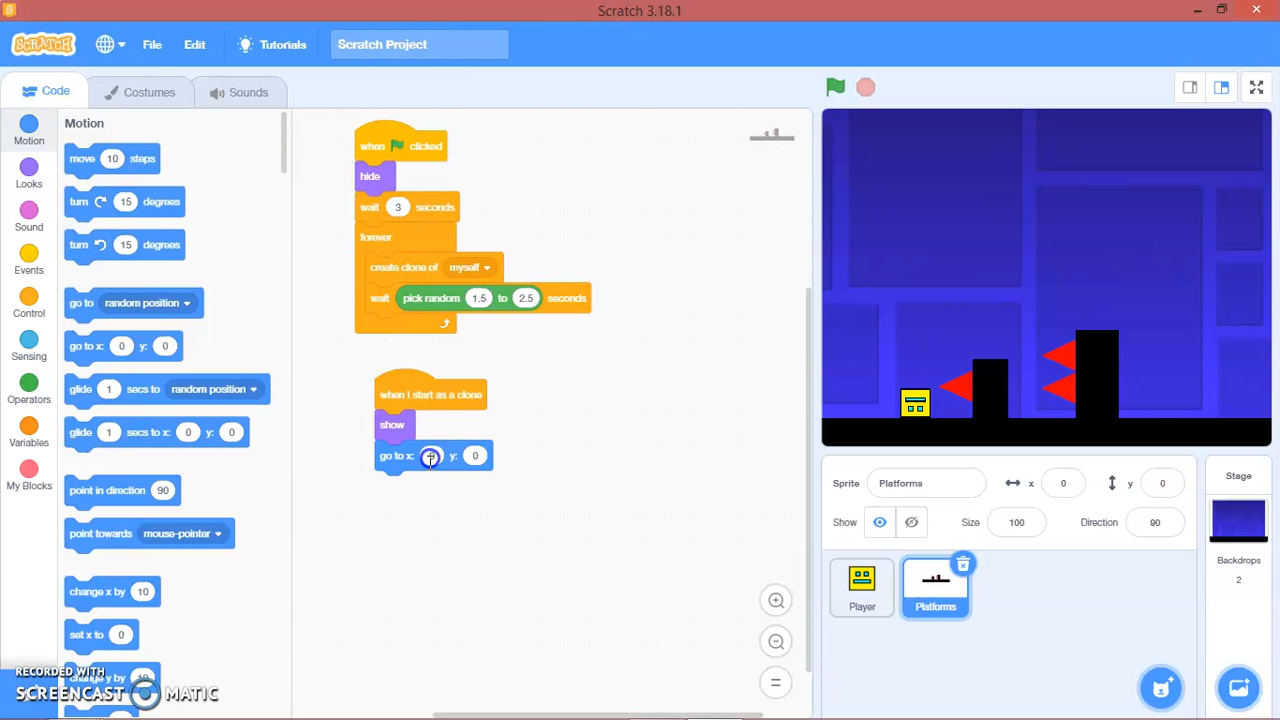 Scratch 3.18.1
SCRATCH File Edit Tutorials Scratch Project
Code Costumes Sounds
Motion
Looks
Sound
Events
Control
Sensing
Operators
Variables
My Blocks
Motion
move 10 steps
turn 15 degrees
turn 15 degrees
go to random position
go to x: 0 y: 0
glide 1 secs to random position
glide 1 secs to x: 0 y: 0
point in direction 90
point towards mouse-pointer
change x by 10
set x to 0
change y by 10
when clicked
hide
wait 3 seconds
forever
create clone of myself
wait pick random 1.5 to 2.5 seconds
when I start as a clone
show
go to x: y: 0
Sprite Platforms x 0 y 0
Show Size 100 Direction 90
Player
Platforms
Stage
Backdrops
2
RECORDED WITH
SCREENCAST MATIC